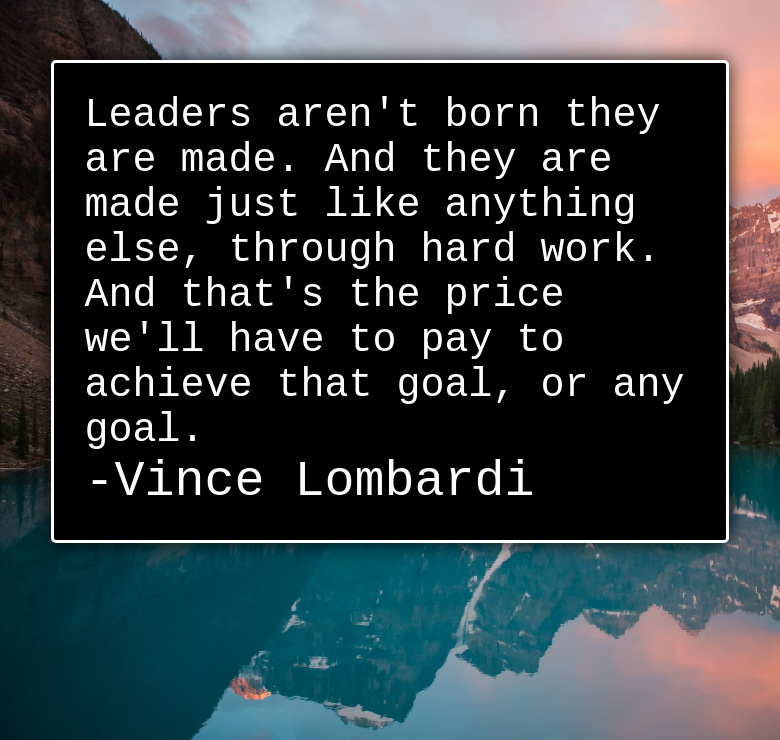 Leaders aren't born they
are made. And they are
made just like anything
else, through hard work.
And that's the price
we'll have to pay to
achieve that goal, or any
goal.
-Vince Lombardi